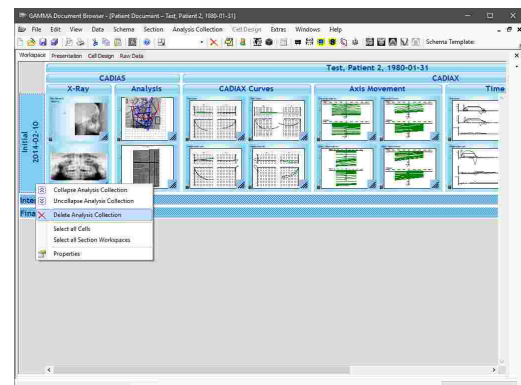 GAMMA Document Browser - [Patient Document - Test, Patient 2, 1980-01-31]
File Edit View Data Schema Section Analysis Collection Cell Design Extras Windows Help
Schema Template:
Workspace Presentation Cell Design Raw Data
Test, Patient 2, 1980-01-31
CADIAS CADIAX
X-Ray Analysis CADIAX Curves Axis Movement Time
Initial
2014-02-10
Inte
Fina
Collapse Analysis Collection
Uncollapse Analysis Collection
Delete Analysis Collection
Select all Cells
Select all Section Workspaces
Properties